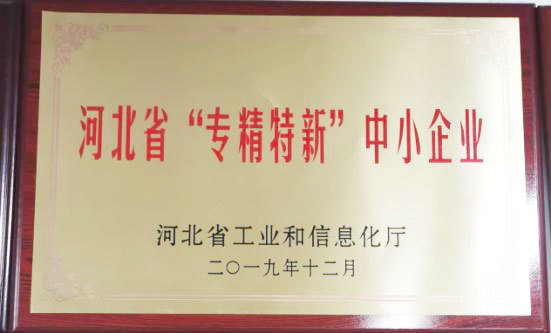 河北省“专精特新”中小企业
河北省工业和信息化厅
二〇一九年十二月